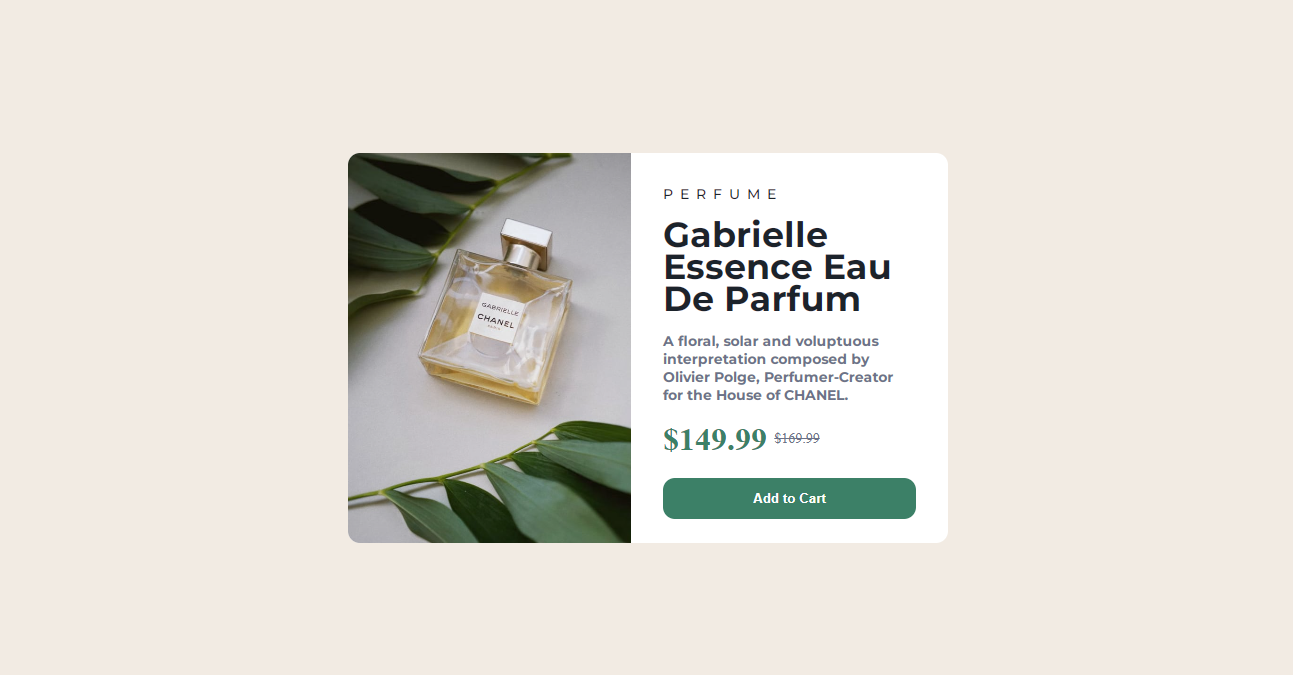 GABRIELLE
CHANEL
PARIS
PERFUME
Gabrielle
Essence Eau
De Parfum
A floral, solar and voluptuous
interpretation composed by
Olivier Polge, Perfumer-Creator
for the House of CHANEL.
$149.99 $169.99
Add to Cart